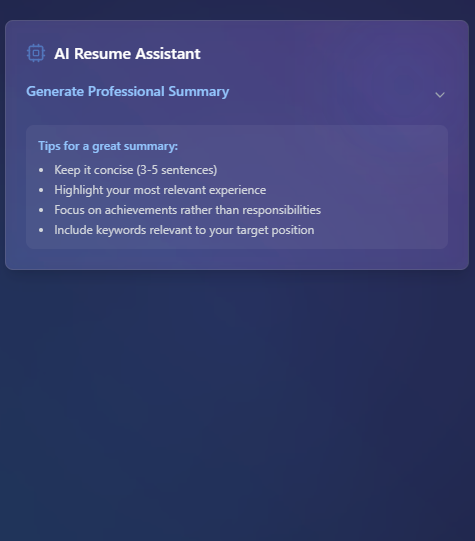 AI Resume Assistant
Generate Professional Summary
Tips for a great summary:
• Keep it concise (3-5 sentences)
• Highlight your most relevant experience
• Focus on achievements rather than responsibilities
• Include keywords relevant to your target position